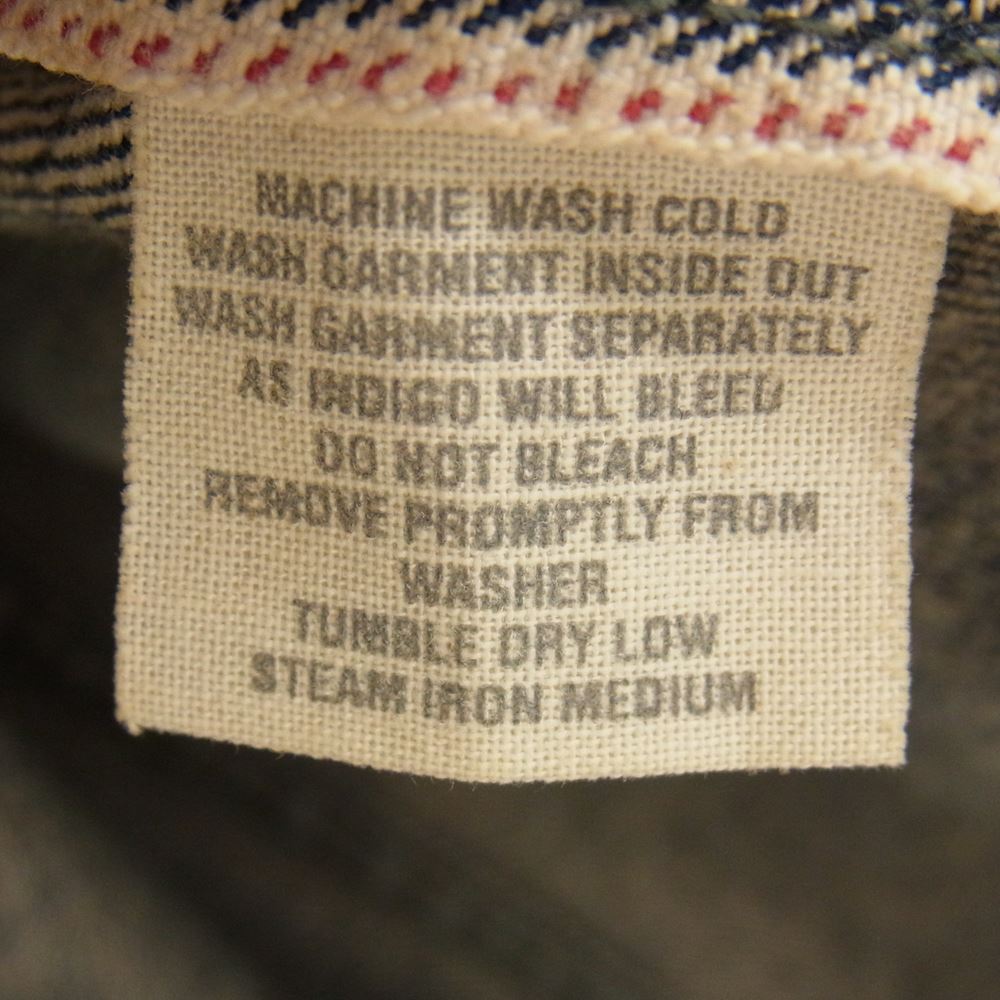 MACHINE WASH COLD
WASH GARMENT INSIDE OUT
WASH GARMENT SEPARATELY
AS INDIGO WILL BLEED
DO NOT BLEACH
REMOVE PROMPTLY FROM
WASHER
TUMBLE DRY LOW
STEAM IRON MEDIUM